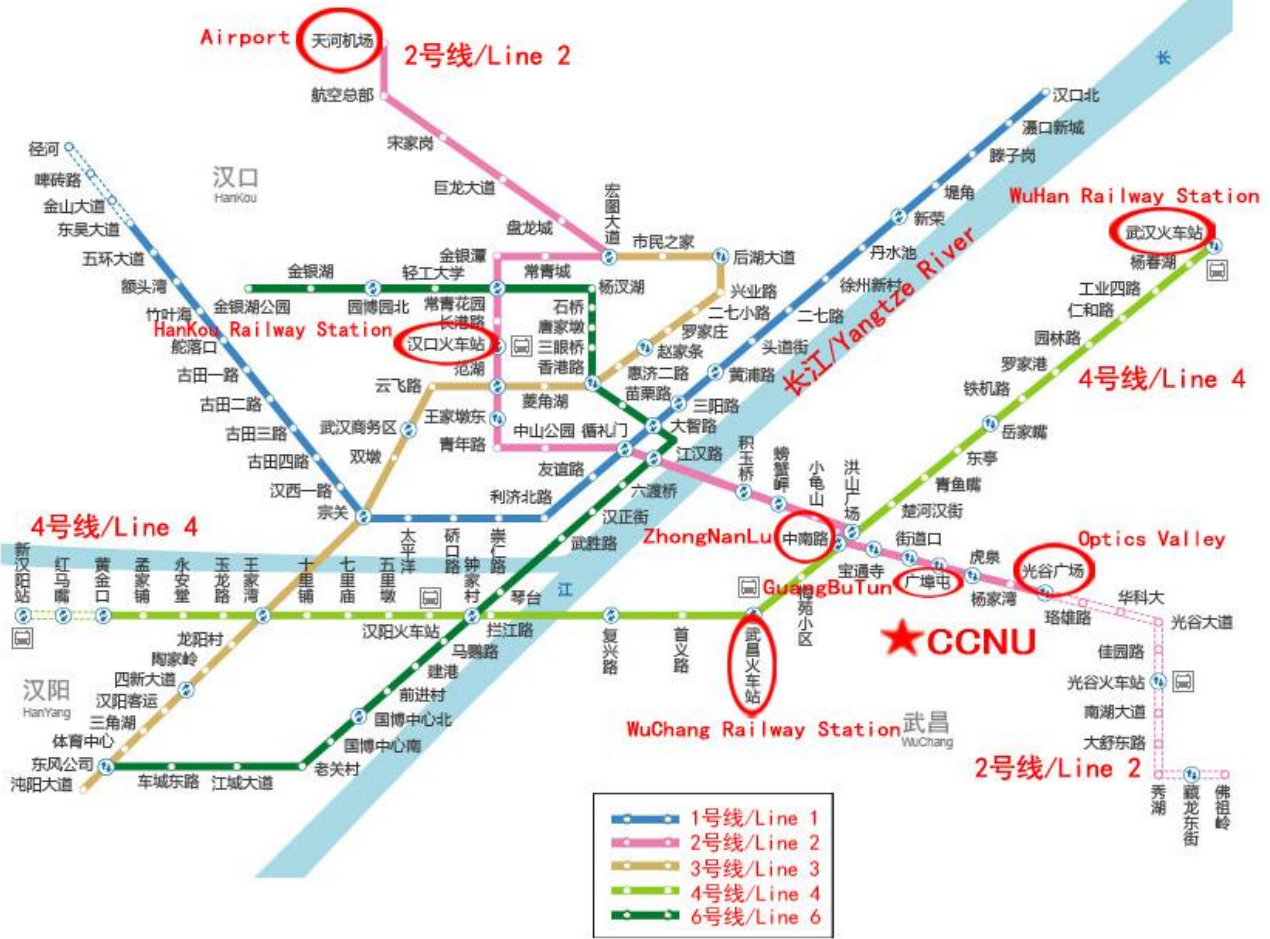 Airport
天河机场
2号线/Line 2
航空总部
宋家岗
巨龙大道
盘龙城
宏图大道
市民之家
后湖大道
兴业路
二七小路
罗家庄
赵家条
惠济二路
香港路
菱角湖
范湖
云飞路
武汉商务区
双墩
宗关
径河
啤砖路
金山大道
东吴大道
五环大道
额头湾
竹叶海
舵落口
古田一路
古田二路
古田三路
古田四路
汉西一路
汉口
HanKou
金银潭
常青城
金银湖
轻工大学
杨汊湖
金银湖公园
园博园北
常青花园
长港路
石桥
唐家墩
三眼桥
HanKou Railway Station
汉口火车站
王家墩东
青年路
中山公园
循礼门
苗栗路
大智路
江汉路
三阳路
黄浦路
头道街
二七路
徐州新村
丹水池
新荣
堤角
滕子岗
滠口新城
汉口北
长
长江/Yangtze River
江
WuHan Railway Station
武汉火车站
杨春湖
工业四路
仁和路
园林路
罗家港
铁机路
4号线/Line 4
岳家嘴
东亭
青鱼嘴
楚河汉街
洪山广场
小龟山
螃蟹岬
积玉桥
友谊路
利济北路
崇仁路
硚口路
太平洋
六渡桥
汉正街
武胜路
琴台
ZhongNanLu
中南路
宝通寺
街道口
GuangBuTun
广埠屯
虎泉
杨家湾
Optics Valley
光谷广场
珞雄路
华科大
光谷大道
佳园路
光谷火车站
南湖大道
大舒东路
秀湖
藏龙东街
佛祖岭
2号线/Line 2
★CCNU
4号线/Line 4
新汉阳站
红马嘴
黄金口
孟家铺
永安堂
玉龙路
王家湾
十里铺
七里庙
五里墩
汉阳火车站
钟家村
拦江路
复兴路
首义路
武昌火车站
梅苑小区
WuChang Railway Station
武昌
WuChang
龙阳村
陶家岭
四新大道
汉阳客运
三角湖
体育中心
东风公司
沌阳大道
汉阳
HanYang
马鹦路
建港
前进村
国博中心北
国博中心南
老关村
江城大道
车城东路
1号线/Line 1
2号线/Line 2
3号线/Line 3
4号线/Line 4
6号线/Line 6